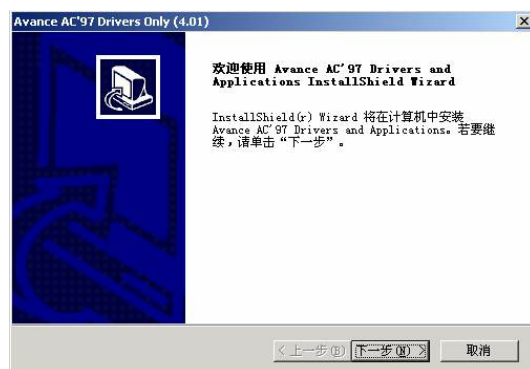 Avance AC'97 Drivers Only (4.01)
欢迎使用 Avance AC'97 Drivers and
Applications InstallShield Wizard
InstallShield(r) Wizard 将在计算机中安装
Avance AC'97 Drivers and Applications。若要继
续，请单击“下一步”。
< 上一步(B) 下一步(N) > 取消